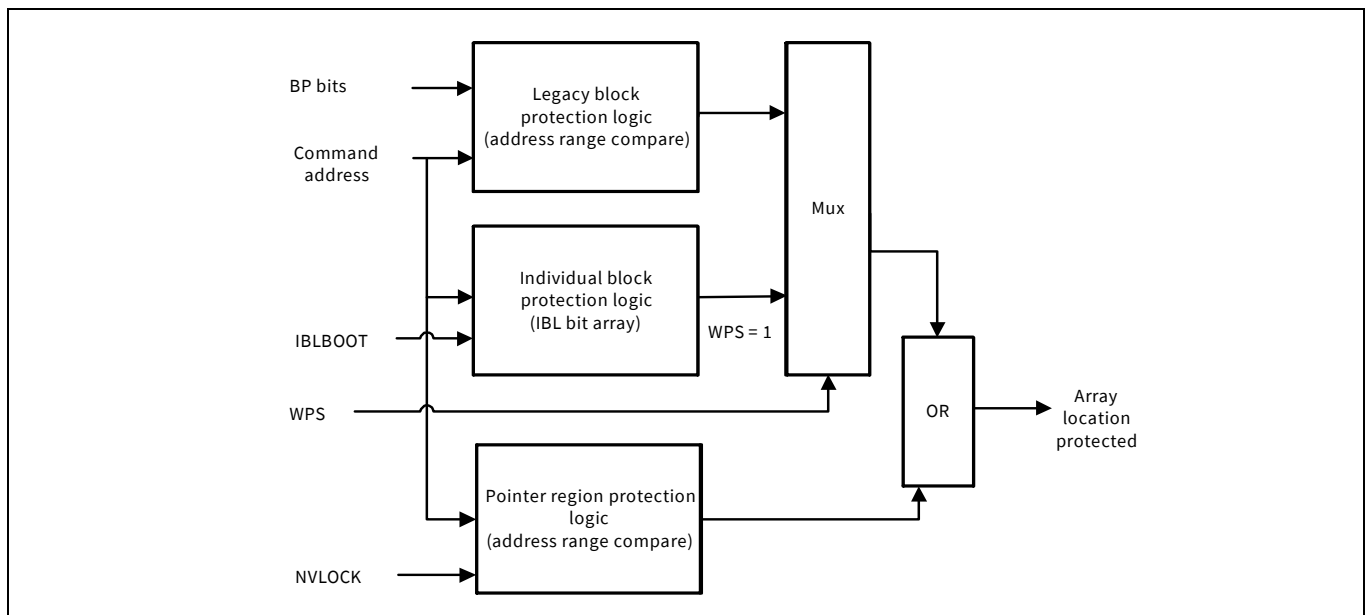 BP bits
Command
address
Legacy block
protection logic
(address range compare)
Mux
Individual block
protection logic
(IBL bit array)
IBLBOOT
WPS = 1
WPS
OR
Array
location
protected
Pointer region protection
logic
(address range compare)
NVLOCK